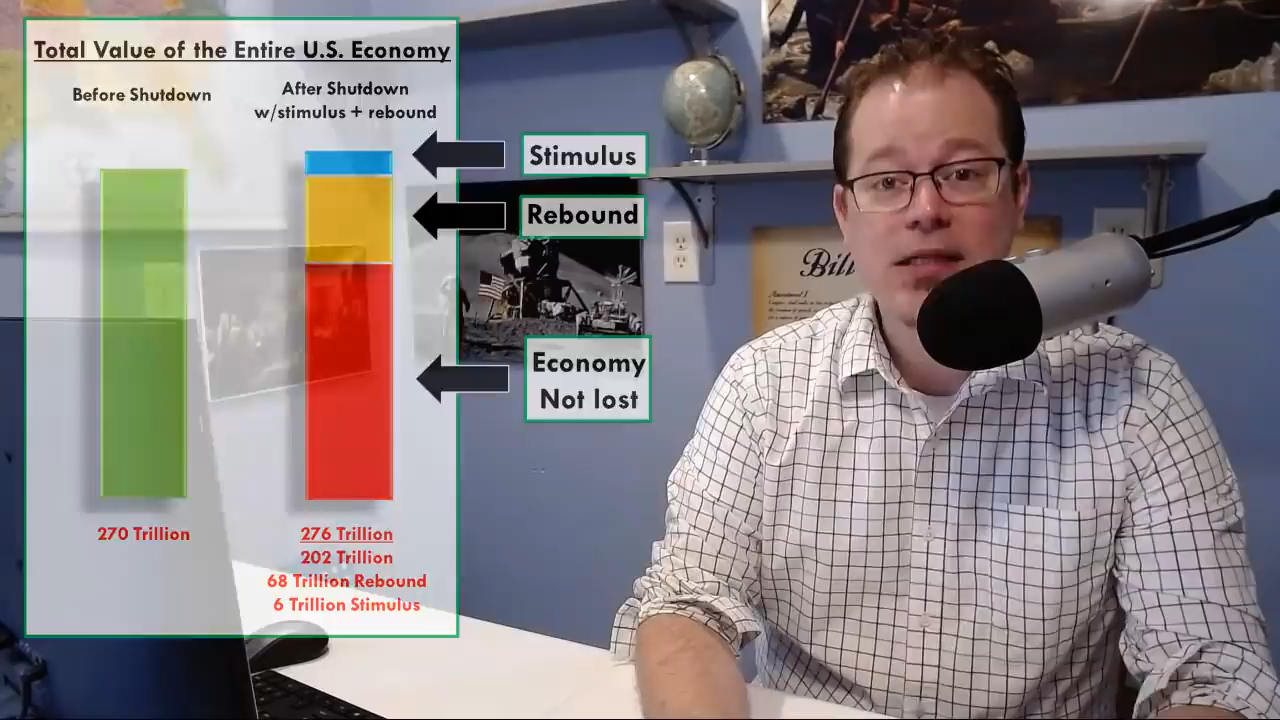 Total Value of the Entire U.S. Economy
Before Shutdown
After Shutdown
w/stimulus + rebound
Stimulus
Rebound
Economy
Not lost
270 Trillion
276 Trillion
202 Trillion
68 Trillion Rebound
6 Trillion Stimulus
Amendment I